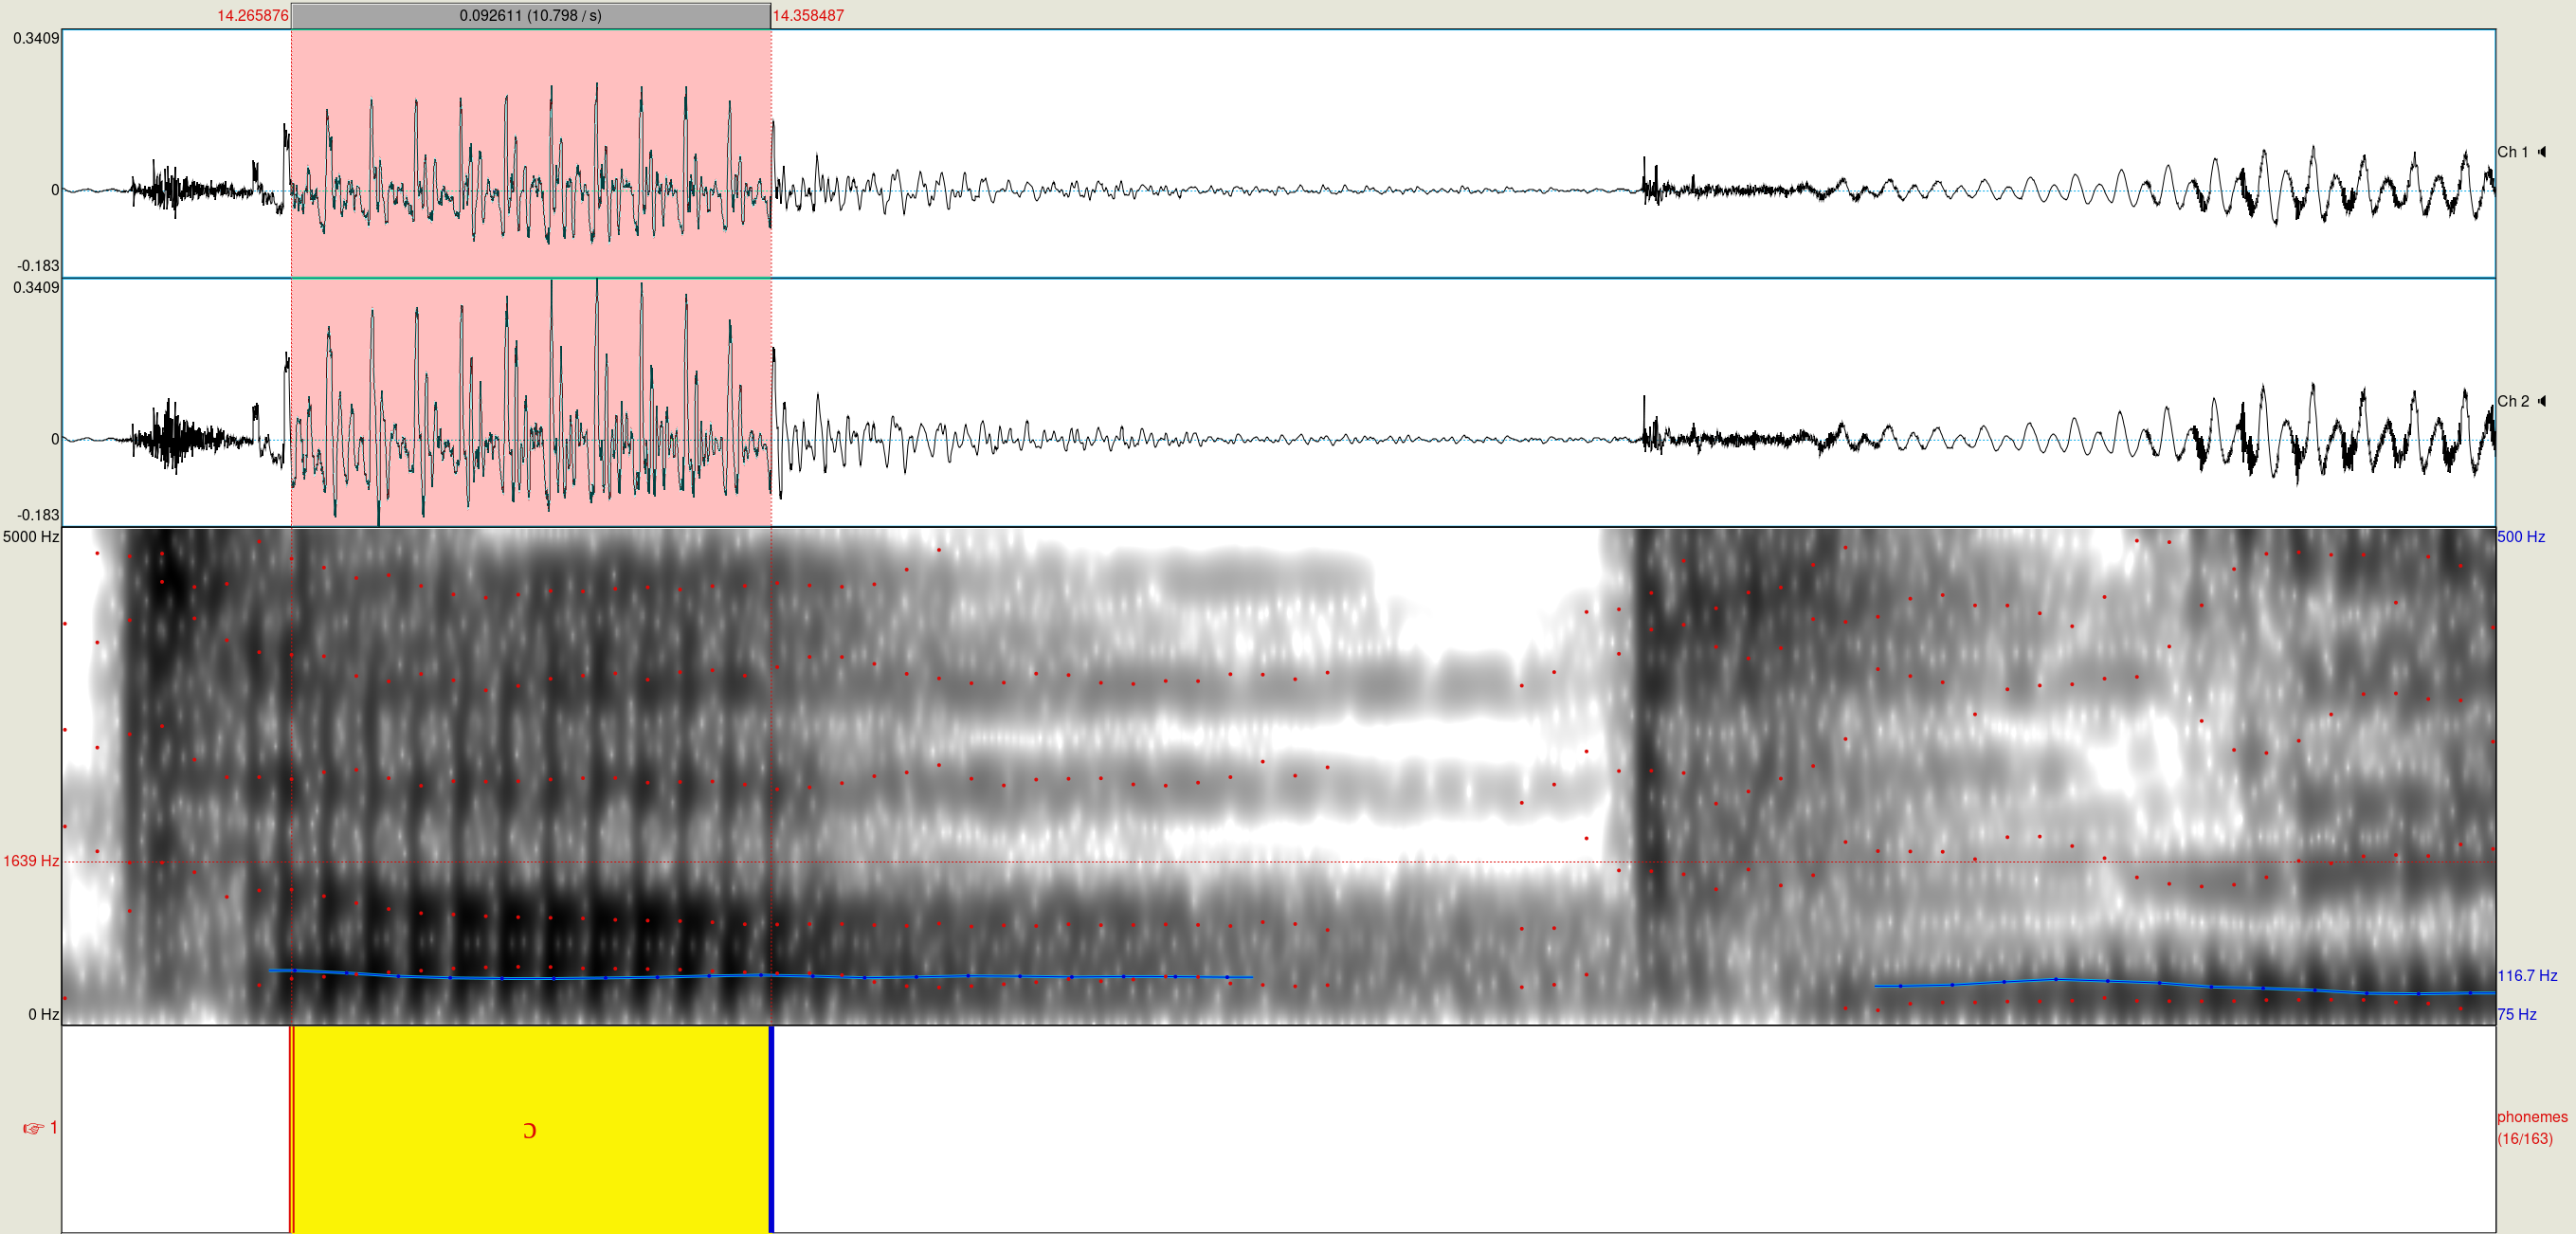 14.265876 0.092611 (10.798 / s) 14.358487
0.3409
0
-0.183
Ch 1
0.3409
0
-0.183
Ch 2
5000 Hz
1639 Hz
0 Hz
500 Hz
116.7 Hz
75 Hz
☞ 1
ɔ
phonemes
(16/163)